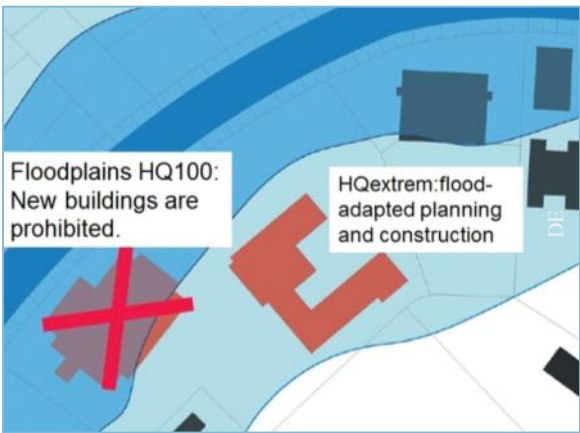 Floodplains HQ100:
New buildings are
prohibited.
HQextrem:flood-
adapted planning
and construction
DE